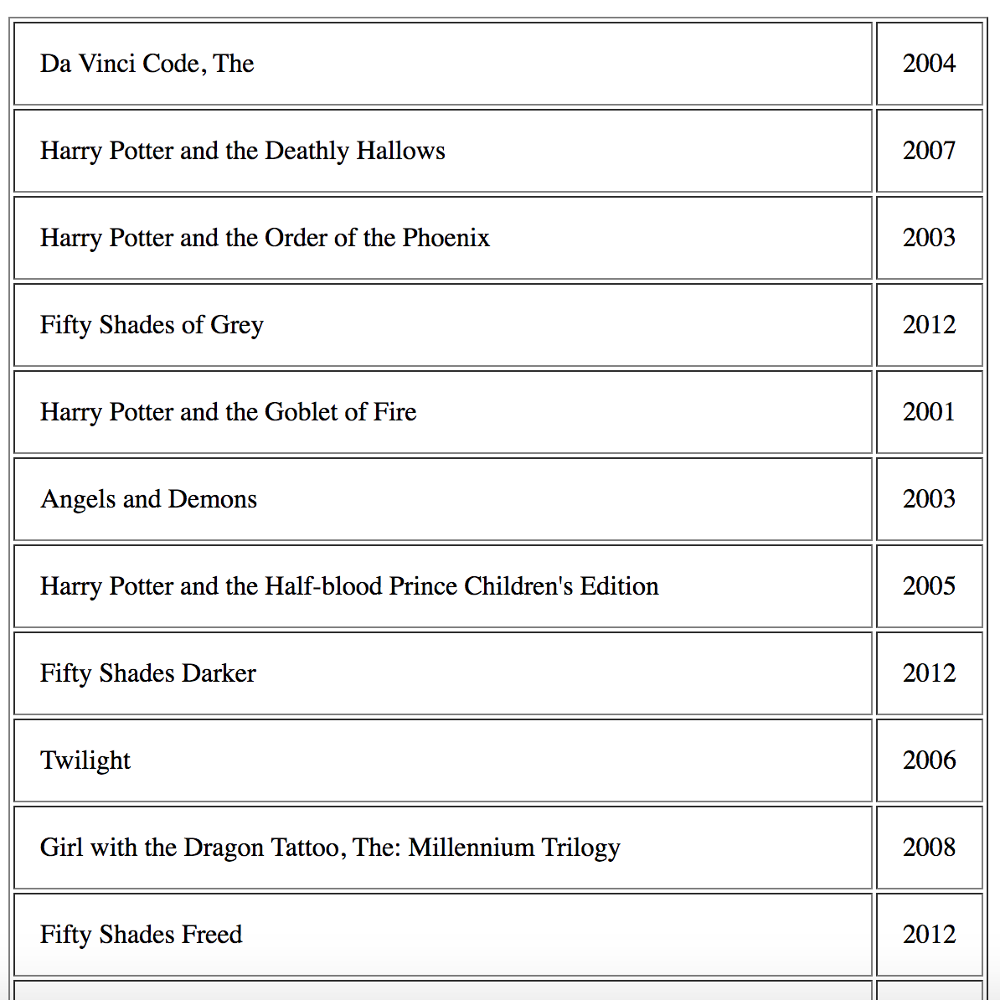 Da Vinci Code, The 2004
Harry Potter and the Deathly Hallows 2007
Harry Potter and the Order of the Phoenix 2003
Fifty Shades of Grey 2012
Harry Potter and the Goblet of Fire 2001
Angels and Demons 2003
Harry Potter and the Half-blood Prince Children's Edition 2005
Fifty Shades Darker 2012
Twilight 2006
Girl with the Dragon Tattoo, The: Millennium Trilogy 2008
Fifty Shades Freed 2012